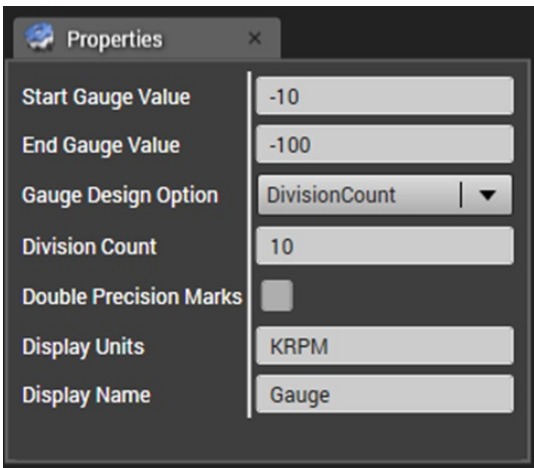 Properties
Start Gauge Value -10
End Gauge Value -100
Gauge Design Option DivisionCount
Division Count 10
Double Precision Marks
Display Units KRPM
Display Name Gauge